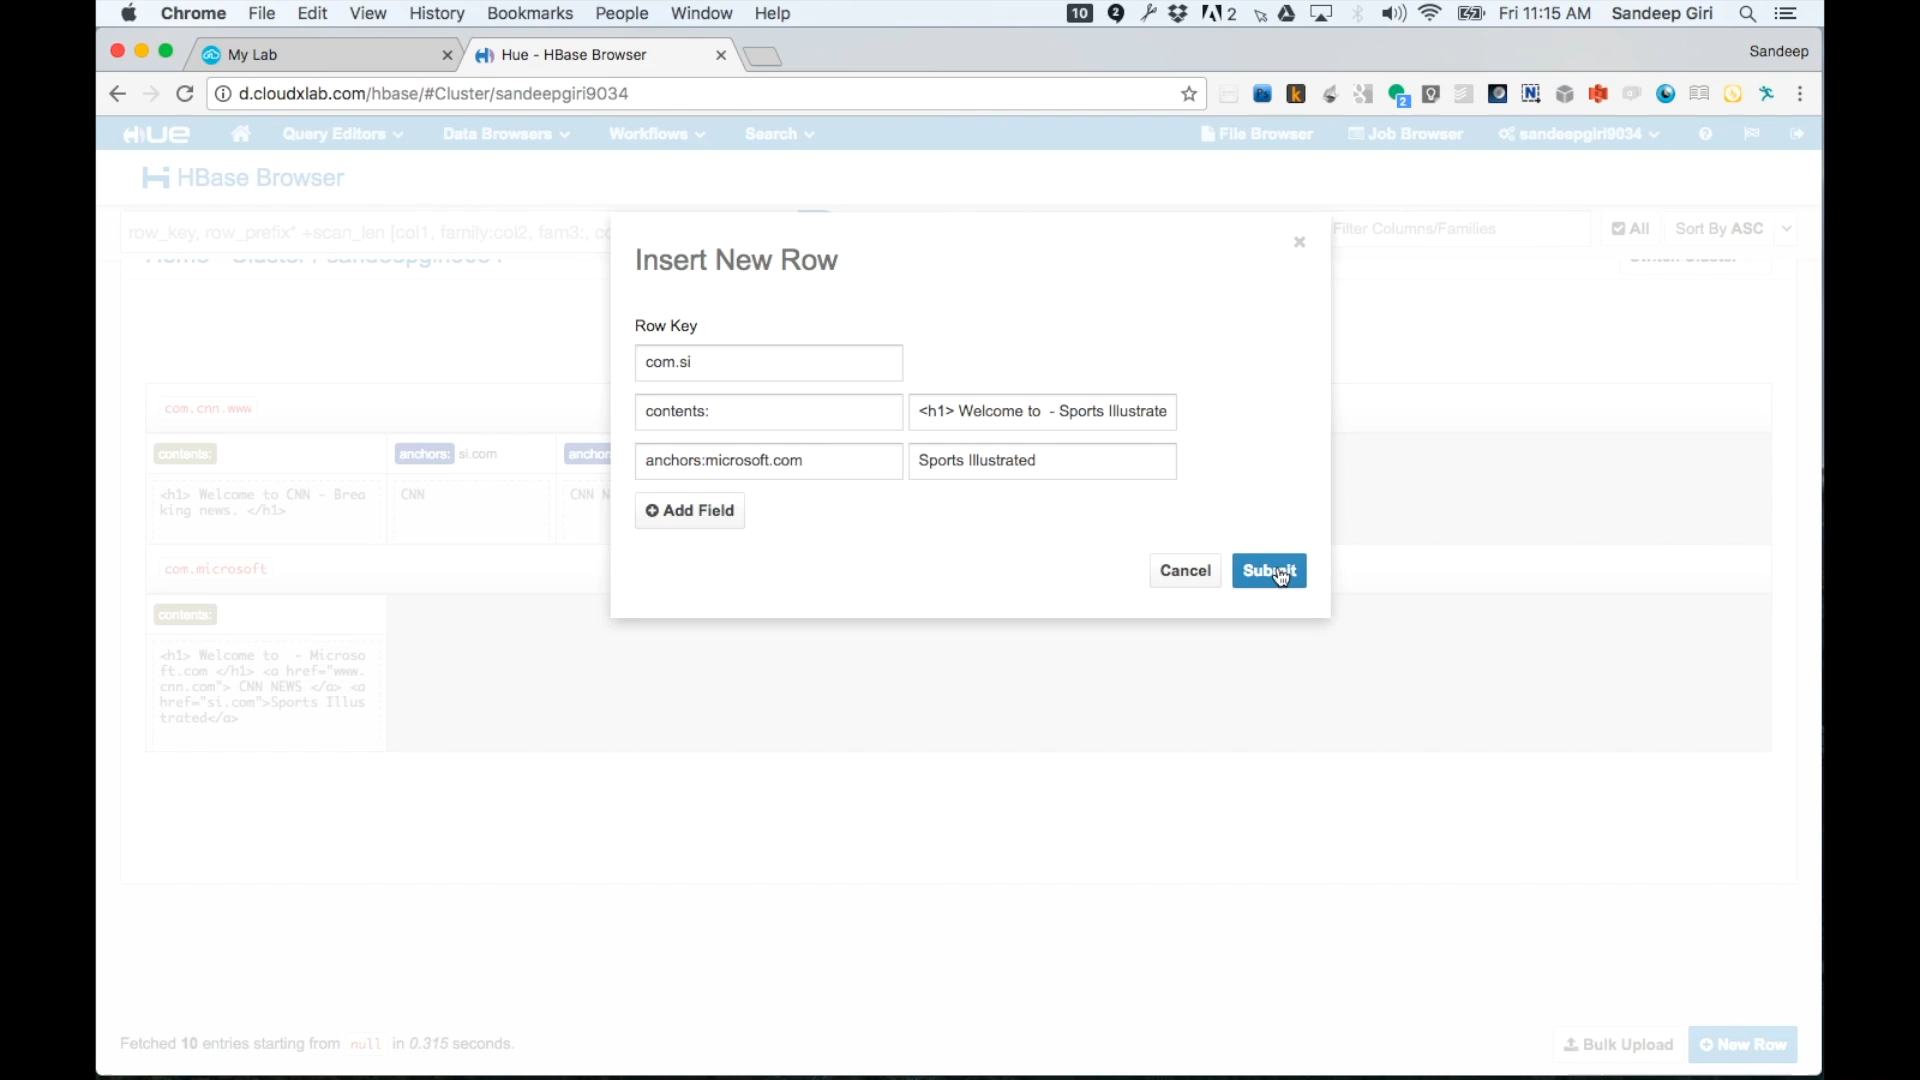 Chrome File Edit View History Bookmarks People Window Help 10 2 2 Fri 11:15 AM Sandeep Giri
My Lab Hue - HBase Browser Sandeep
d.cloudxlab.com/hbase/#Cluster/sandeepgiri9034
HUE Query Editors Data Browsers Workflows Search File Browser Job Browser sandeepgiri9034
HBase Browser
row_key, row_prefix* +scan_len [col1, family:col2, fam3:, Filter Columns/Families All Sort By ASC
Insert New Row
Row Key
com.si
contents: <h1> Welcome to - Sports Illustrate
anchors:microsoft.com Sports Illustrated
Add Field
Cancel Submit
com.cnn.www
contents: anchors: si.com
<h1> Welcome to CNN - Brea
king news. </h1>
CNN
CNN N
com.microsoft
contents:
<h1> Welcome to - Microso
ft.com </h1> <a href="www.
cnn.com"> CNN NEWS </a> <a
href="si.com">Sports Illus
trated</a>
Fetched 10 entries starting from null in 0.315 seconds.
Bulk Upload New Row